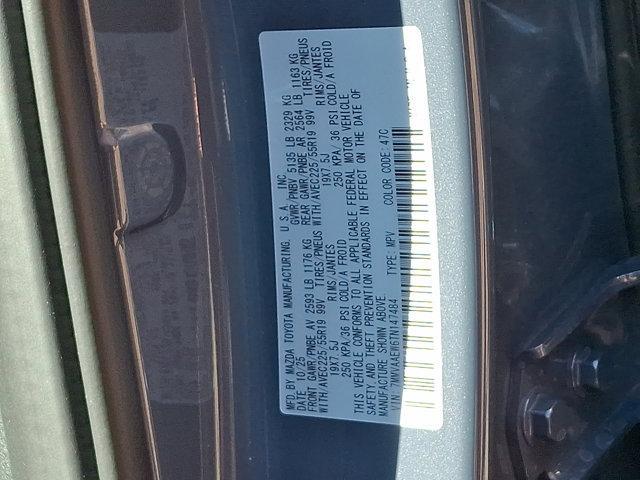 MFD.BY MAZDA TOYOTA MANUFACTURING, U.S.A., INC.
DATE 10/25 GVWR/PNBV 5135 LB 2329 KG
FRONT GAWR/PNBE AV 2593 LB 1176 KG REAR GAWR/PNBE AR 2564 LB 1163 KG
WITH/AVEC225/55R19 99V TIRES/PNEUS WITH/AVEC225/55R19 99V TIRES/PNEUS
19X7.5J RIMS/JANTES 19X7.5J RIMS/JANTES
250 KPA/36 PSI COLD/A FROID 250 KPA/36 PSI COLD/A FROID
THIS VEHICLE CONFORMS TO ALL APPLICABLE FEDERAL MOTOR VEHICLE
SAFETY, AND THEFT PREVENTION STANDARDS IN EFFECT ON THE DATE OF
MANUFACTURE SHOWN ABOVE.
TYPE: MPV COLOR CODE: 47C